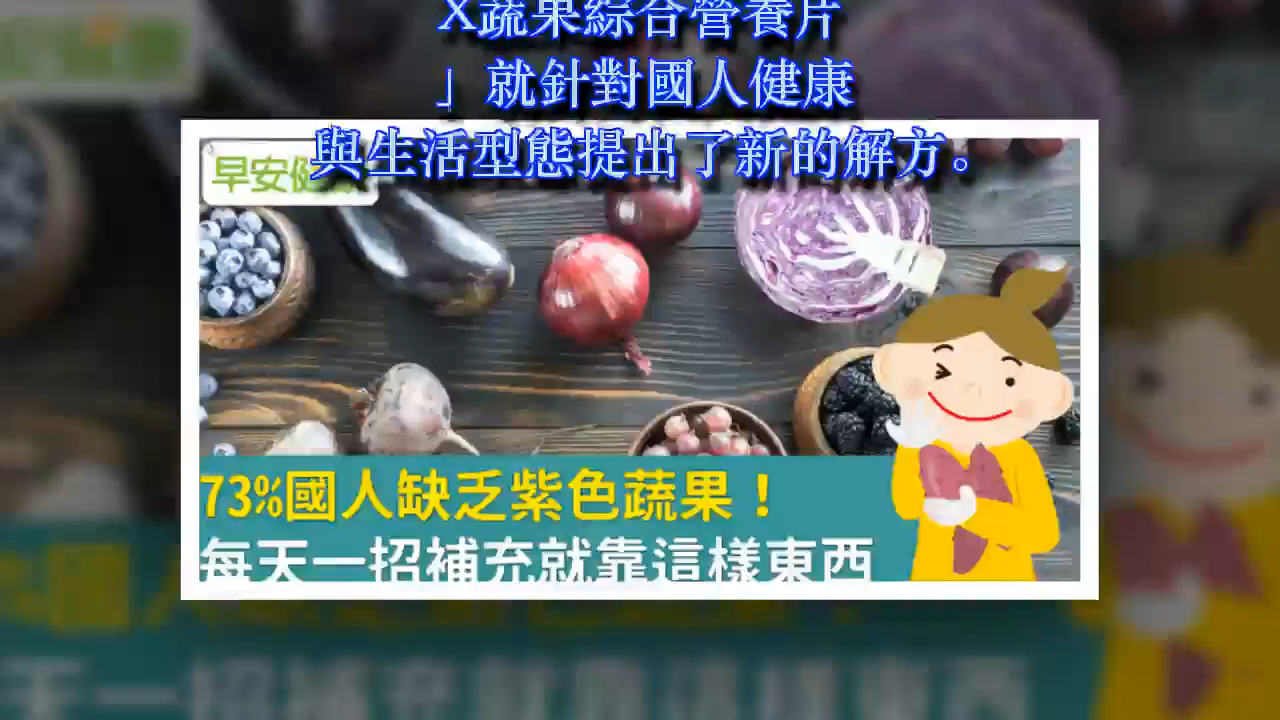 X蔬果綜合營養片
」就針對國人健康
與生活型態提出了新的解方。
早安健
73%國人缺乏紫色蔬果！
每天一招補充就靠這樣東西